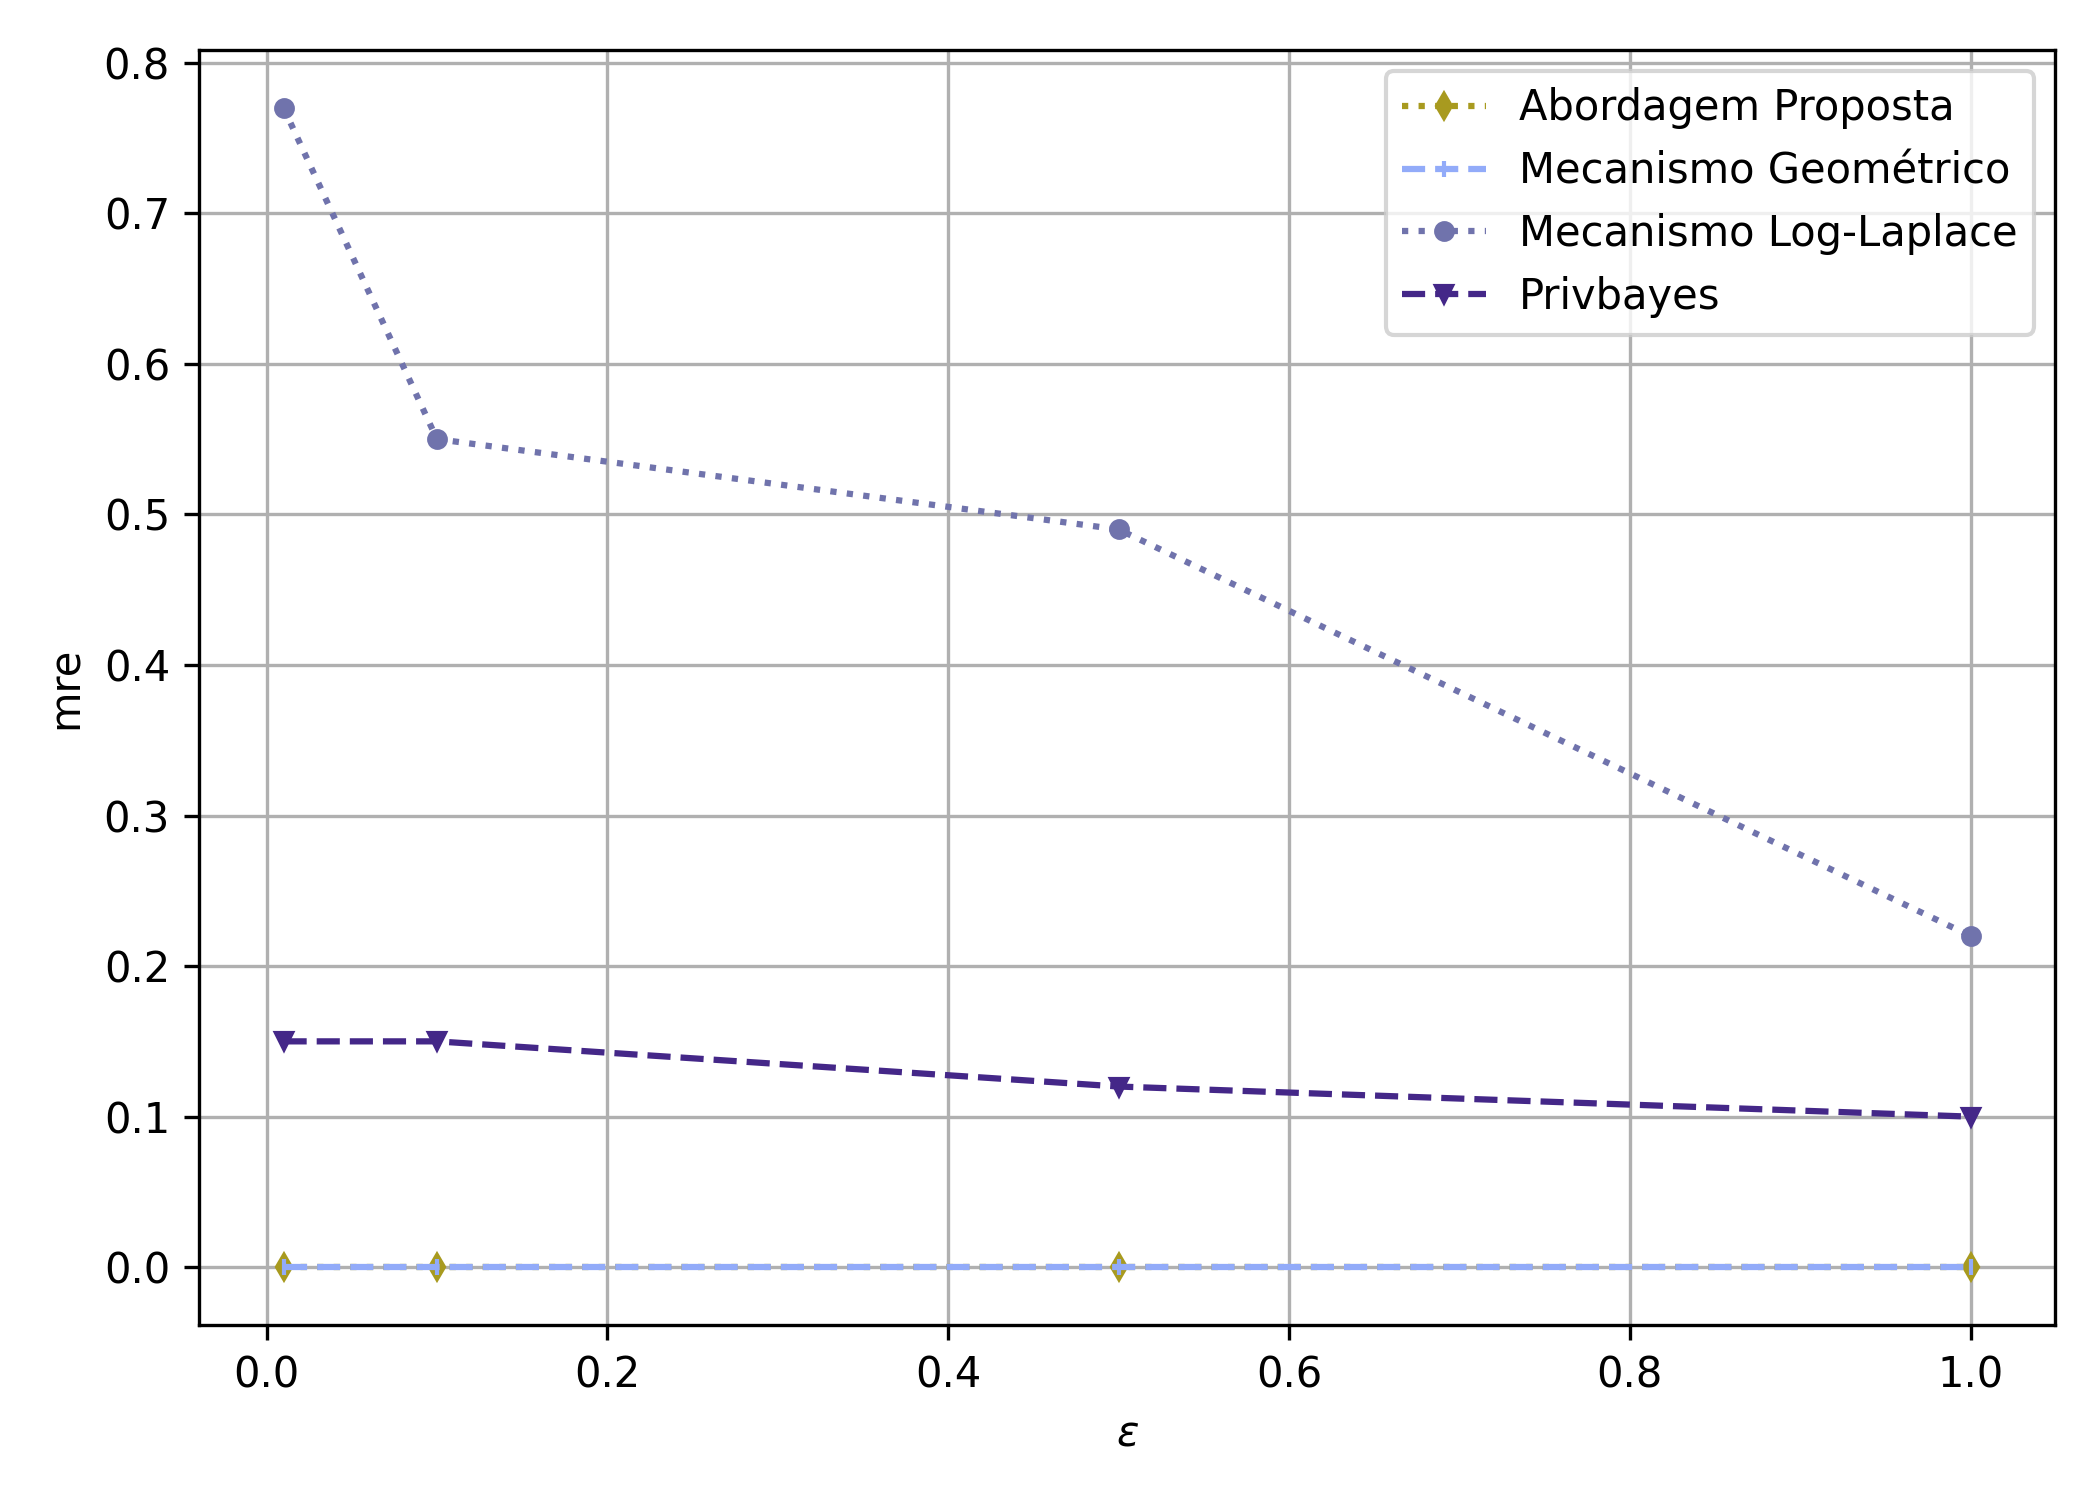 0.8
0.7
0.6
0.5
0.4
0.3
0.2
0.1
0.0
mre
0.0 0.2 0.4 0.6 0.8 1.0
ε
Abordagem Proposta
Mecanismo Geométrico
Mecanismo Log-Laplace
Privbayes